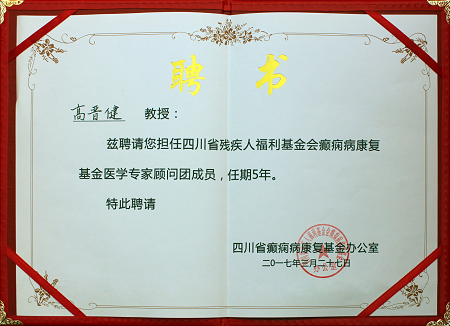 聘书
高晋健 教授：
兹聘请您担任四川省残疾人福利基金会癫痫病康复
基金医学专家顾问团成员，任期5年。
特此聘请
四川省癫痫病康复基金办公室
二〇一七年三月二十七日